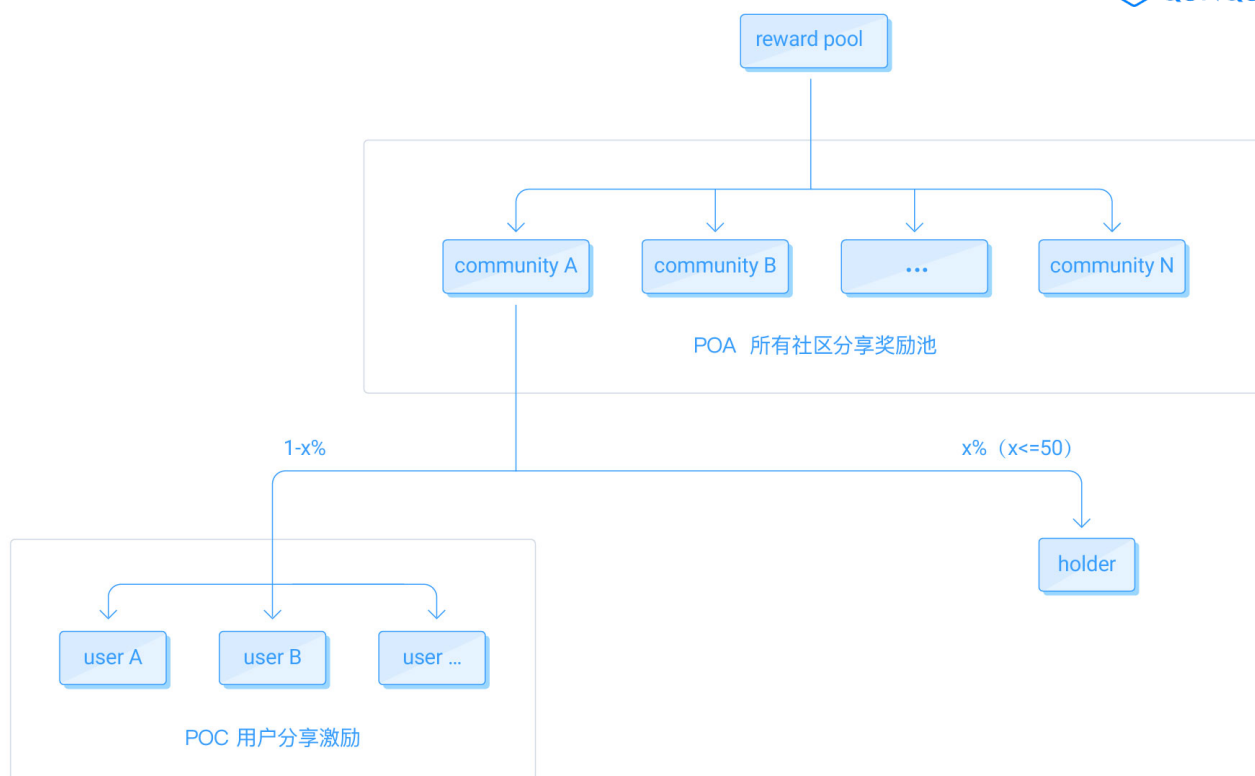 reward pool
community A
community B
...
community N
POA 所有社区分享奖励池
1-x%
x%（x<=50）
holder
user A
user B
user ...
POC 用户分享激励